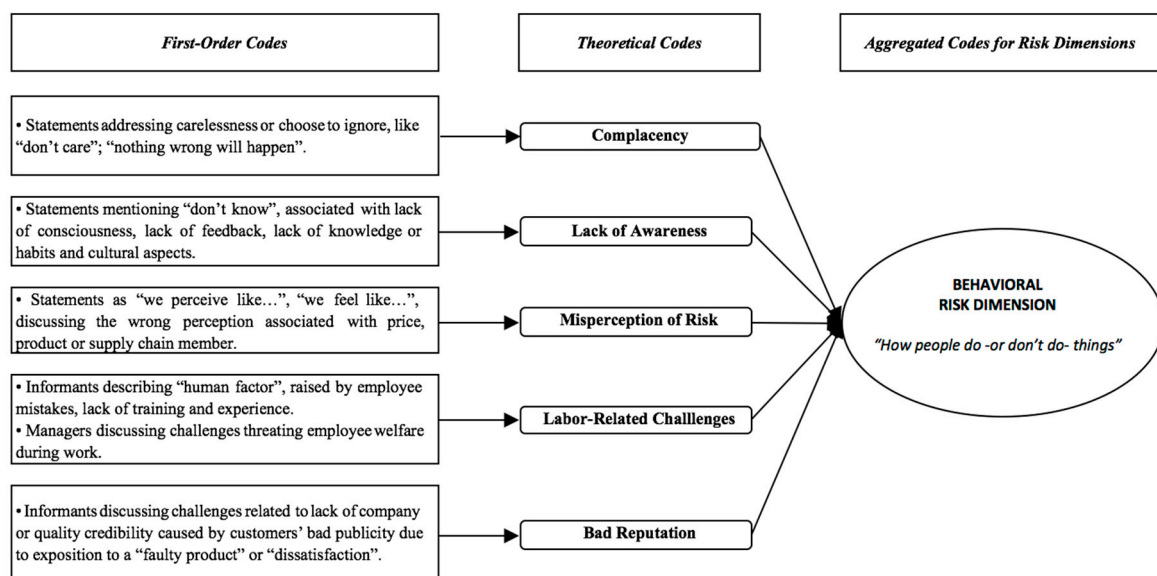 First-Order Codes
Theoretical Codes
Aggregated Codes for Risk Dimensions
• Statements addressing carelessness or choose to ignore, like
“don’t care”; “nothing wrong will happen”.
Complacency
• Statements mentioning “don’t know”, associated with lack
of consciousness, lack of feedback, lack of knowledge or
habits and cultural aspects.
Lack of Awareness
• Statements as “we perceive like…”, “we feel like…”,
discussing the wrong perception associated with price,
product or supply chain member.
Misperception of Risk
• Informants describing “human factor”, raised by employee
mistakes, lack of training and experience.
• Managers discussing challenges threating employee welfare
during work.
Labor-Related Challlenges
• Informants discussing challenges related to lack of company
or quality credibility caused by customers’ bad publicity due
to exposition to a “faulty product” or “dissatisfaction”.
Bad Reputation
BEHAVIORAL
RISK DIMENSION
“How people do -or don’t do- things”